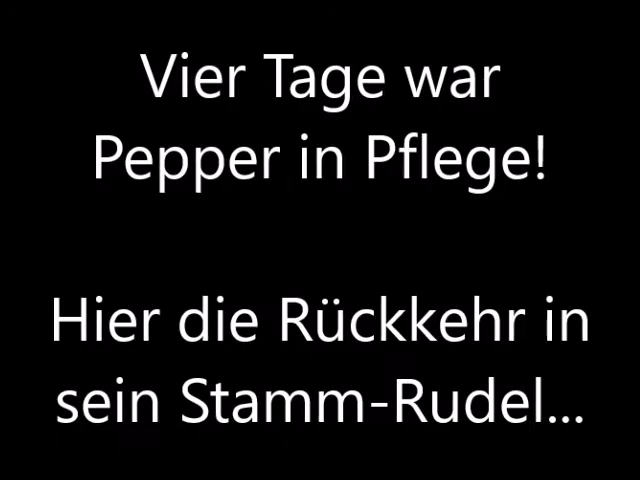 Vier Tage war
Pepper in Pflege!
Hier die Rückkehr in
sein Stamm-Rudel...